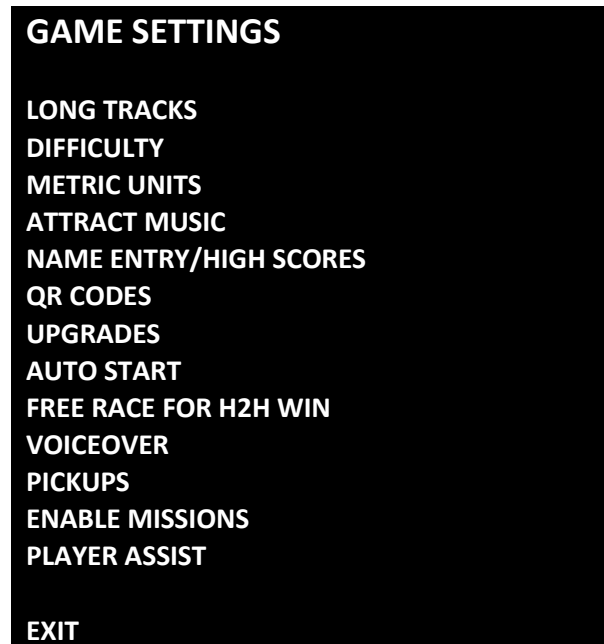 GAME SETTINGS
LONG TRACKS
DIFFICULTY
METRIC UNITS
ATTRACT MUSIC
NAME ENTRY/HIGH SCORES
QR CODES
UPGRADES
AUTO START
FREE RACE FOR H2H WIN
VOICEOVER
PICKUPS
ENABLE MISSIONS
PLAYER ASSIST
EXIT